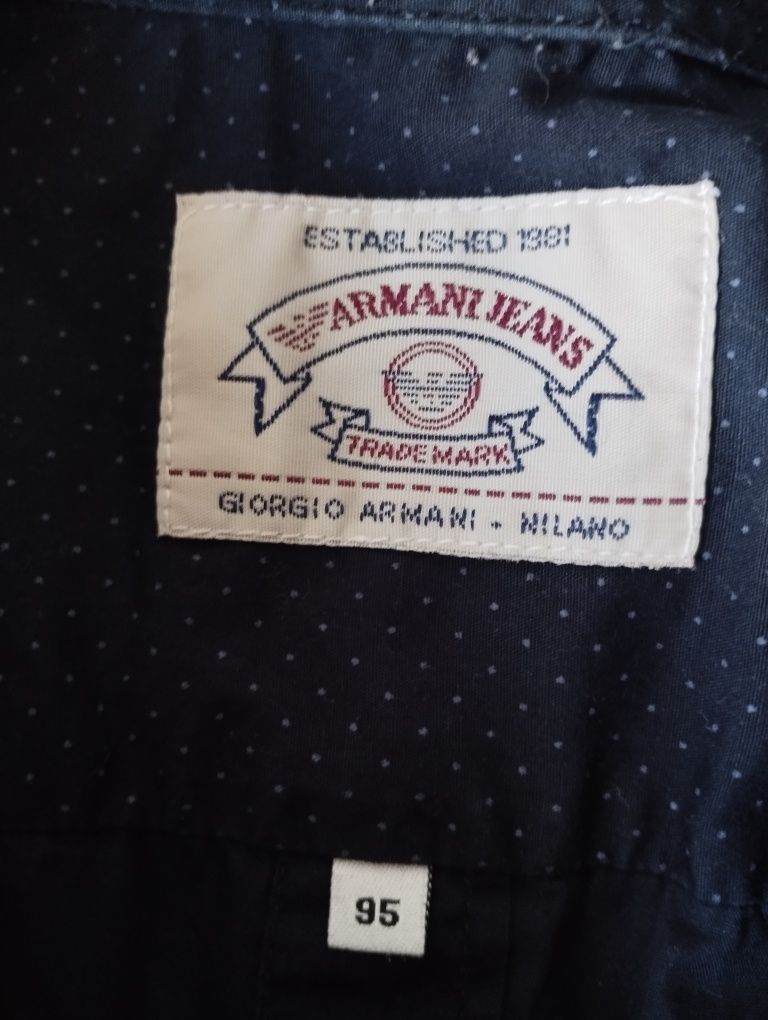 ESTABLISHED 1981
ARMANI JEANS
TRADE MARK
GIORGIO ARMANI - MILANO
95